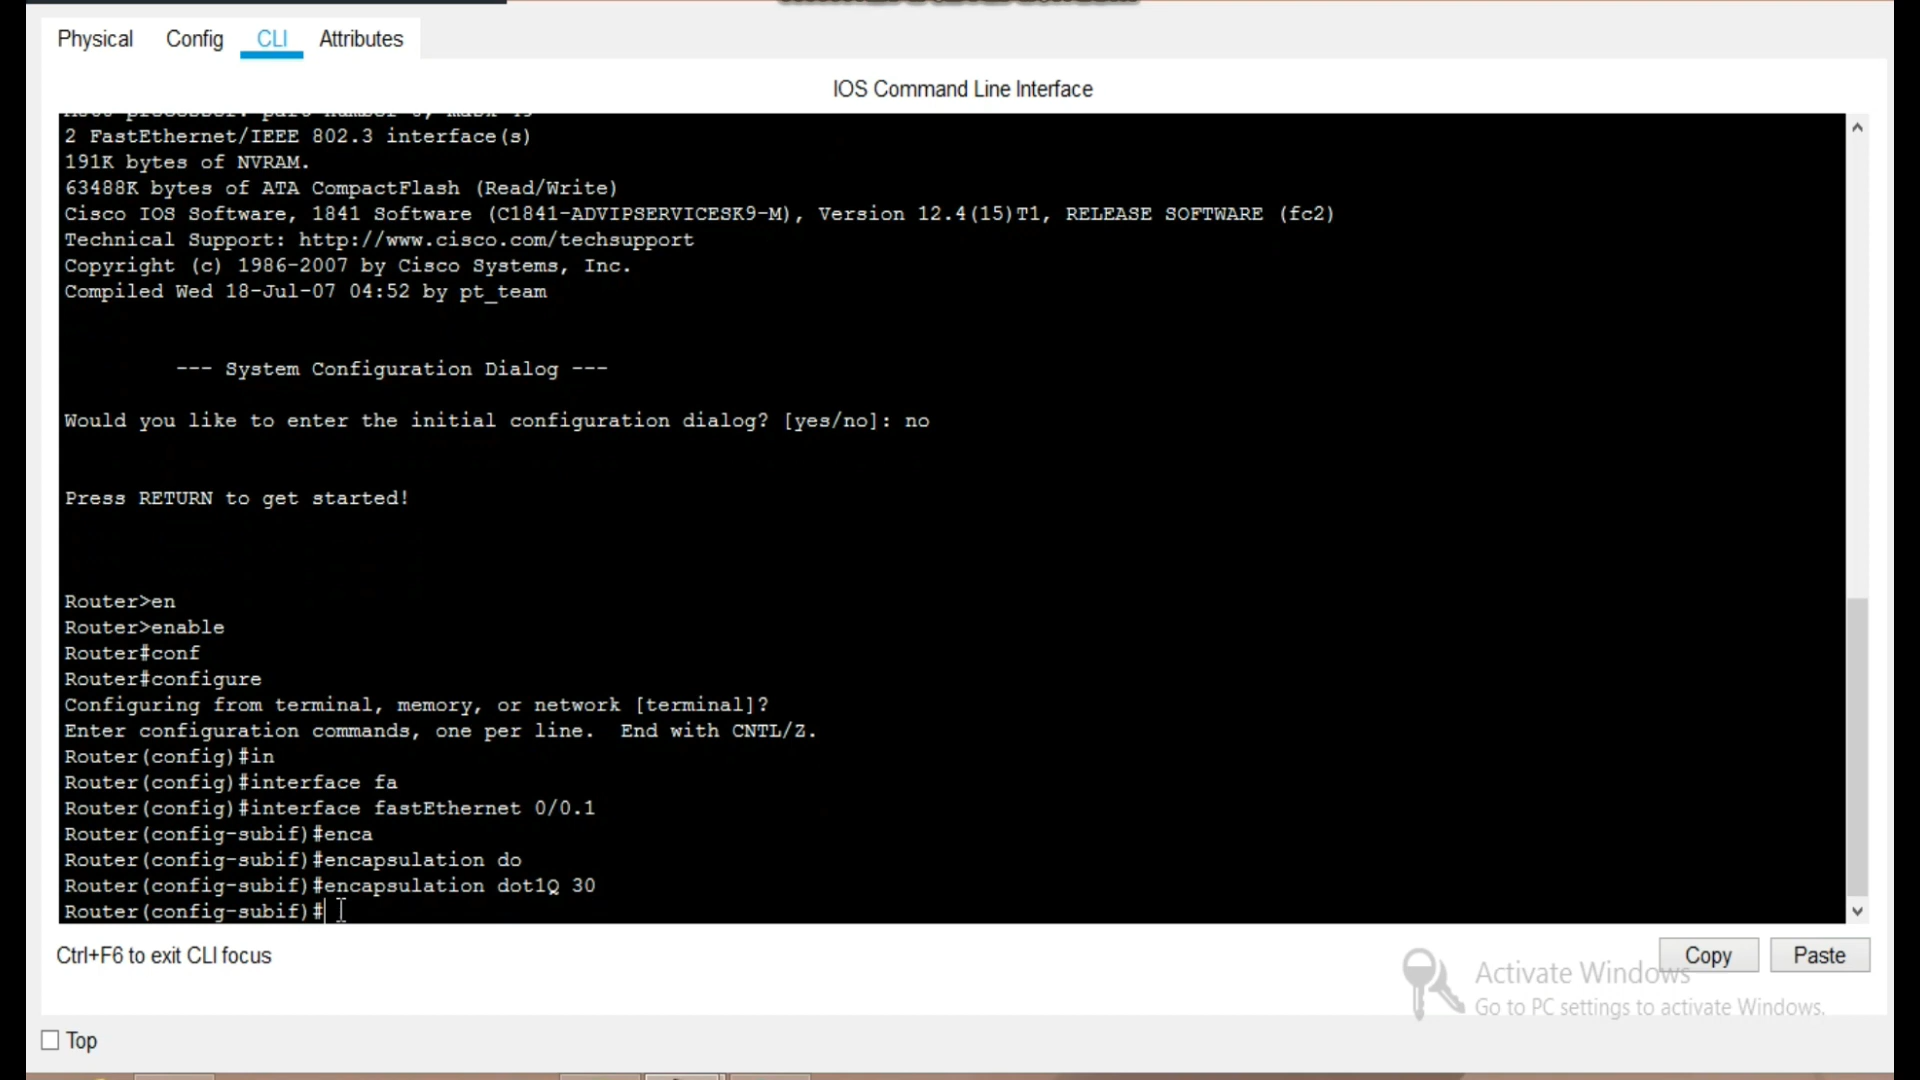 Physical Config CLI Attributes
IOS Command Line Interface
2 FastEthernet/IEEE 802.3 interface(s)
191K bytes of NVRAM.
63488K bytes of ATA CompactFlash (Read/Write)
Cisco IOS Software, 1841 Software (C1841-ADVIPSERVICESK9-M), Version 12.4(15)T1, RELEASE SOFTWARE (fc2)
Technical Support: http://www.cisco.com/techsupport
Copyright (c) 1986-2007 by Cisco Systems, Inc.
Compiled Wed 18-Jul-07 04:52 by pt_team
--- System Configuration Dialog ---
Would you like to enter the initial configuration dialog? [yes/no]: no
Press RETURN to get started!
Router>en
Router>enable
Router#conf
Router#configure
Configuring from terminal, memory, or network [terminal]?
Enter configuration commands, one per line.  End with CNTL/Z.
Router(config)#in
Router(config)#interface fa
Router(config)#interface fastEthernet 0/0.1
Router(config-subif)#enca
Router(config-subif)#encapsulation do
Router(config-subif)#encapsulation dot1Q 30
Router(config-subif)#
Ctrl+F6 to exit CLI focus
Copy Paste
Activate Windows
Go to PC settings to activate Windows.
Top